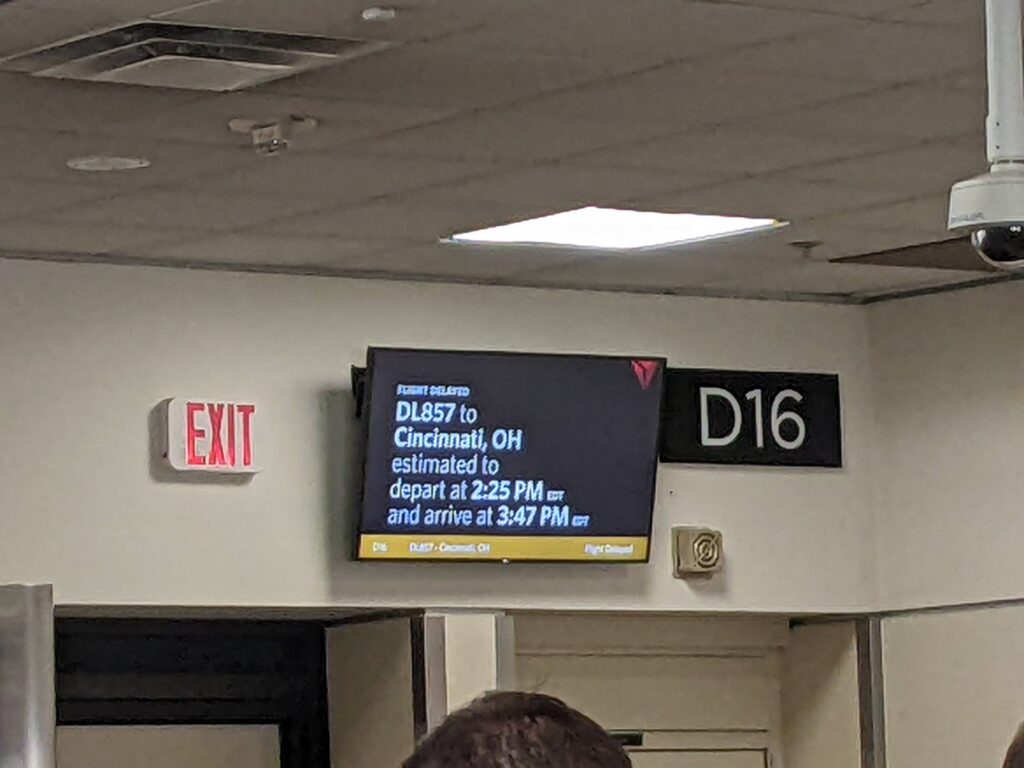 EXIT
FLIGHT DELAYED
DL857 to
Cincinnati, OH
estimated to
depart at 2:25 PM EDT
and arrive at 3:47 PM EDT
D16 DL857 - Cincinnati, OH Flight Delayed
D16